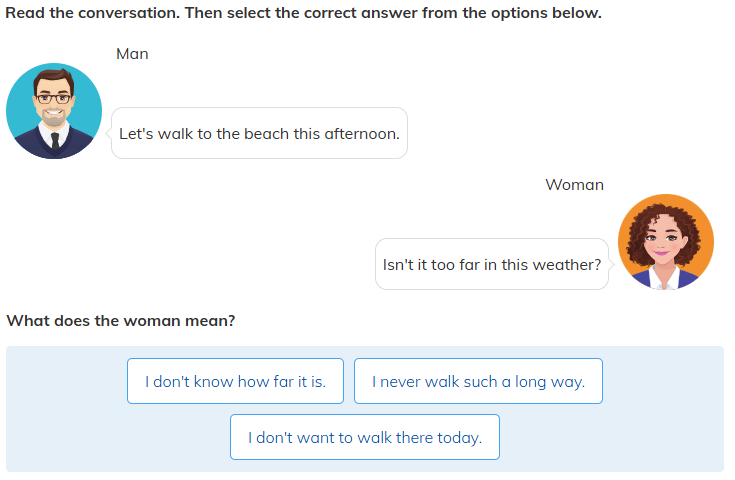 Read the conversation. Then select the correct answer from the options below.
Man
Let's walk to the beach this afternoon.
Woman
Isn't it too far in this weather?
What does the woman mean?
I don't know how far it is.
I never walk such a long way.
I don't want to walk there today.